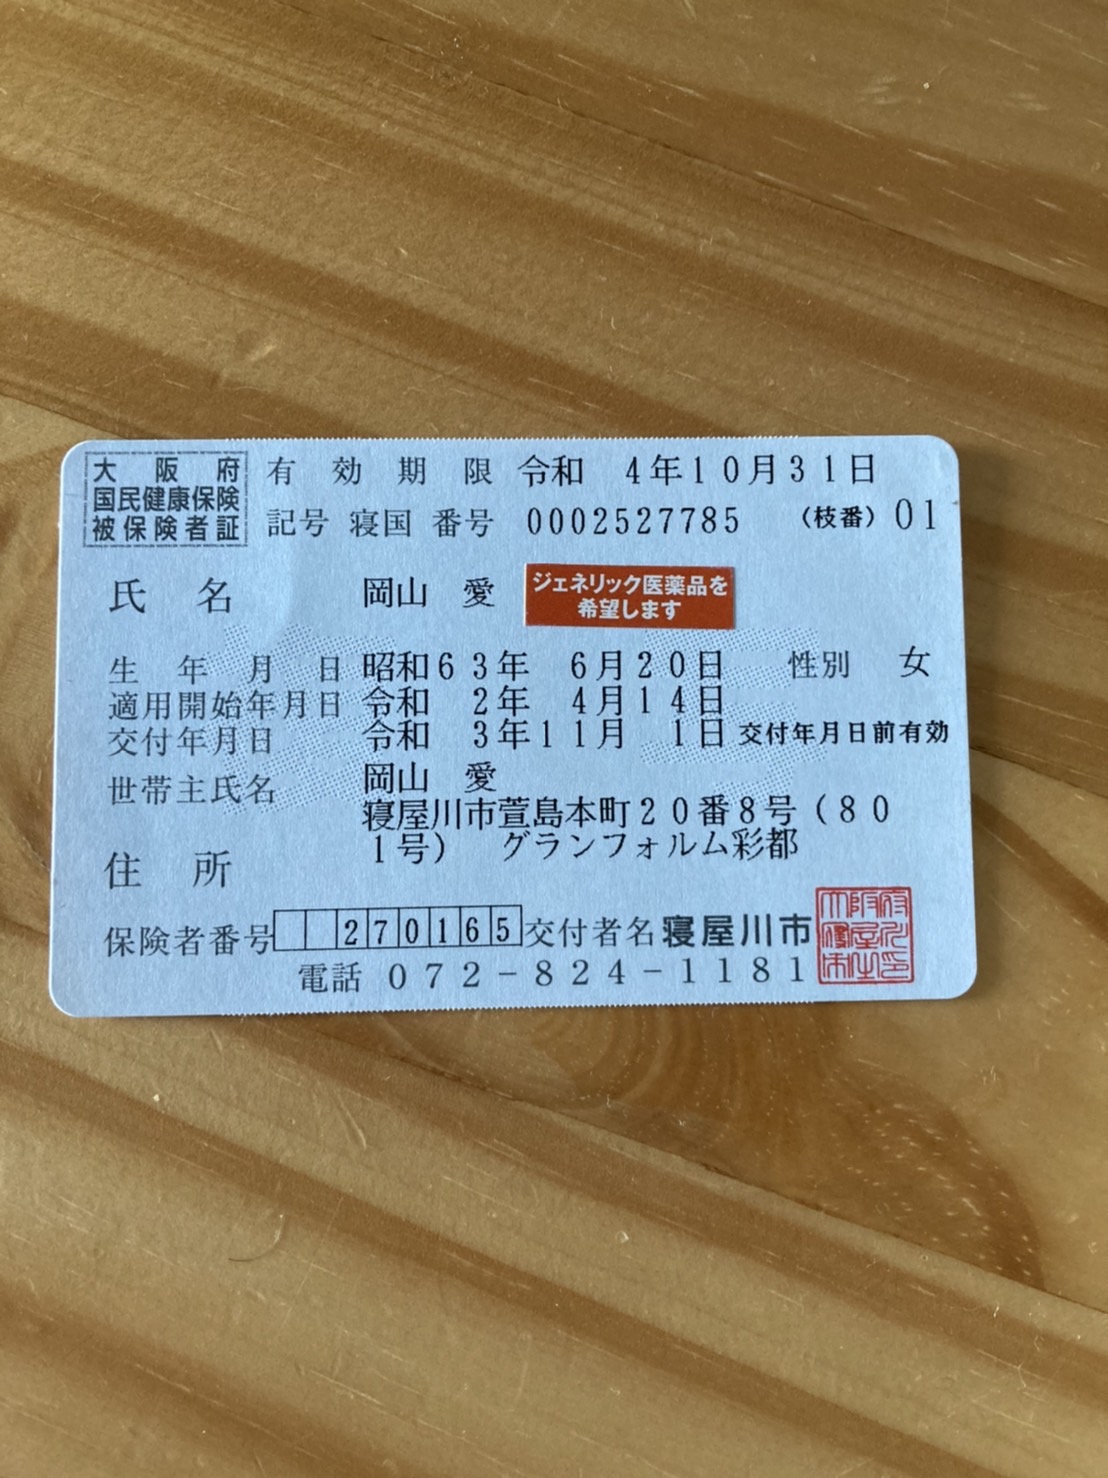 大阪府
国民健康保険
被保険者証
有効期限 令和 4年10月31日
記号 寝国 番号 0002527785 (枝番) 01
氏名 岡山 愛
ジェネリック医薬品を
希望します
生年月日 昭和63年 6月20日 性別 女
適用開始年月日 令和 2年 4月14日
交付年月日 令和 3年11月 1日 交付年月日前有効
世帯主氏名 岡山 愛
住所 寝屋川市萱島本町20番8号(80
1号) グランフォルム彩都
保険者番号 270165 交付者名 寝屋川市
電話 072-824-1181